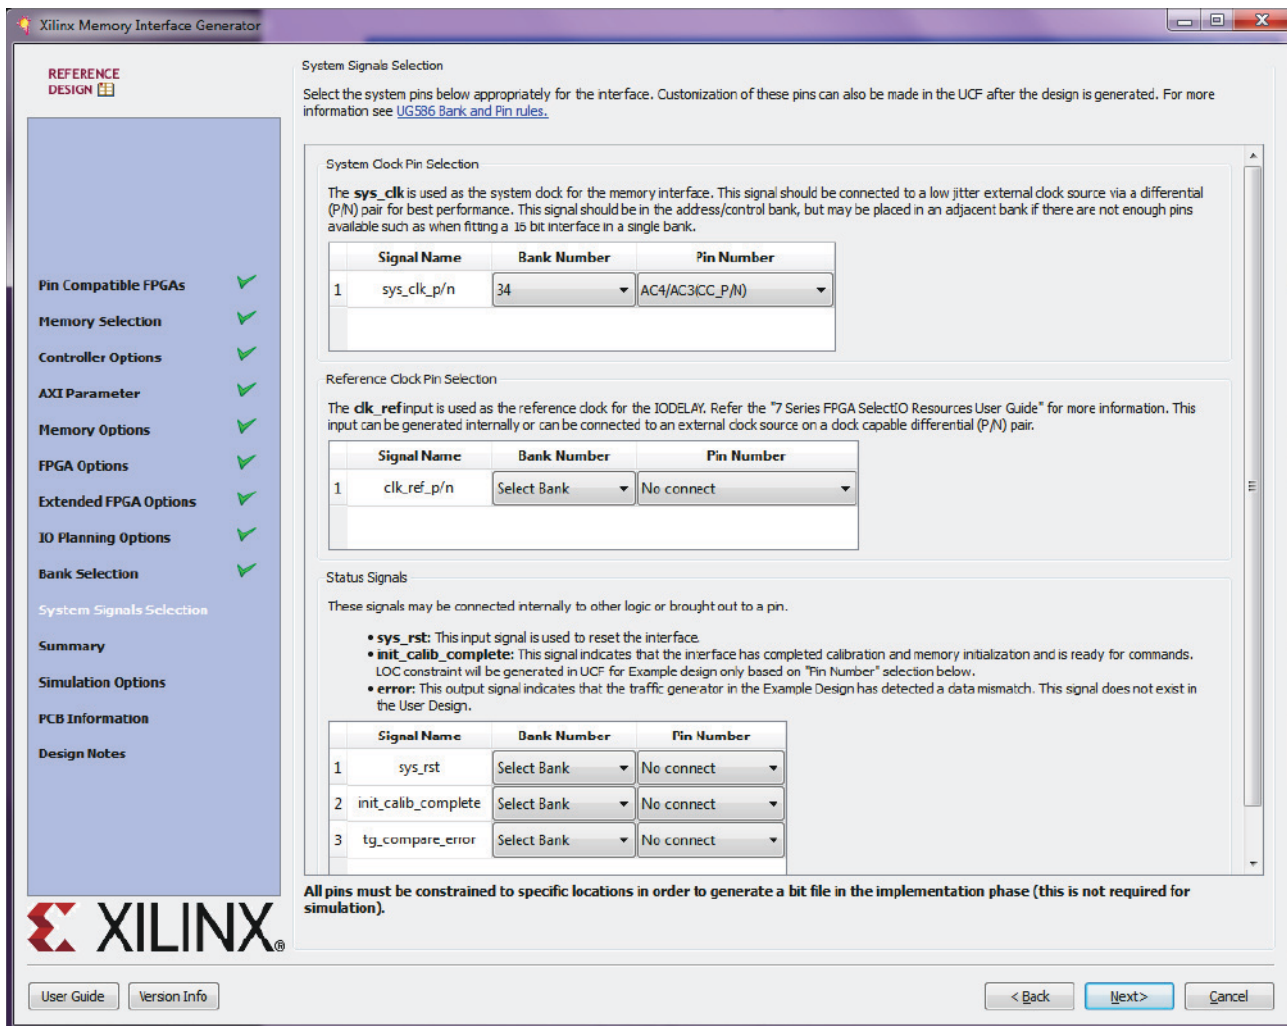 Xilinx Memory Interface Generator
REFERENCE
DESIGN
Pin Compatible FPGAs
Memory Selection
Controller Options
AXI Parameter
Memory Options
FPGA Options
Extended FPGA Options
IO Planning Options
Bank Selection
System Signals Selection
Summary
Simulation Options
PCB Information
Design Notes
XILINX®
System Signals Selection
Select the system pins below appropriately for the interface. Customization of these pins can also be made in the UCF after the design is generated. For more
information see UG586 Bank and Pin rules.
System Clock Pin Selection
The sys_clk is used as the system clock for the memory interface. This signal should be connected to a low jitter external clock source via a differential
(P/N) pair for best performance. This signal should be in the address/control bank, but may be placed in an adjacent bank if there are not enough pins
available such as when fitting a 16 bit interface in a single bank.
Signal Name Bank Number Pin Number
1 sys_clk_p/n 34 AC4/AC3(CC_P/N)
Reference Clock Pin Selection
The clk_ref input is used as the reference clock for the IODELAY. Refer the "7 Series FPGA SelectIO Resources User Guide" for more information. This
input can be generated internally or can be connected to an external clock source on a clock capable differential (P/N) pair.
Signal Name Bank Number Pin Number
1 clk_ref_p/n Select Bank No connect
Status Signals
These signals may be connected internally to other logic or brought out to a pin.
• sys_rst: This input signal is used to reset the interface.
• init_calib_complete: This signal indicates that the interface has completed calibration and memory initialization and is ready for commands.
LOC constraint will be generated in UCF for Example design only based on "Pin Number" selection below.
• error: This output signal indicates that the traffic generator in the Example Design has detected a data mismatch. This signal does not exist in
the User Design.
Signal Name Bank Number Pin Number
1 sys_rst Select Bank No connect
2 init_calib_complete Select Bank No connect
3 tg_compare_error Select Bank No connect
All pins must be constrained to specific locations in order to generate a bit file in the implementation phase (this is not required for
simulation).
User Guide Version Info < Back Next> Cancel